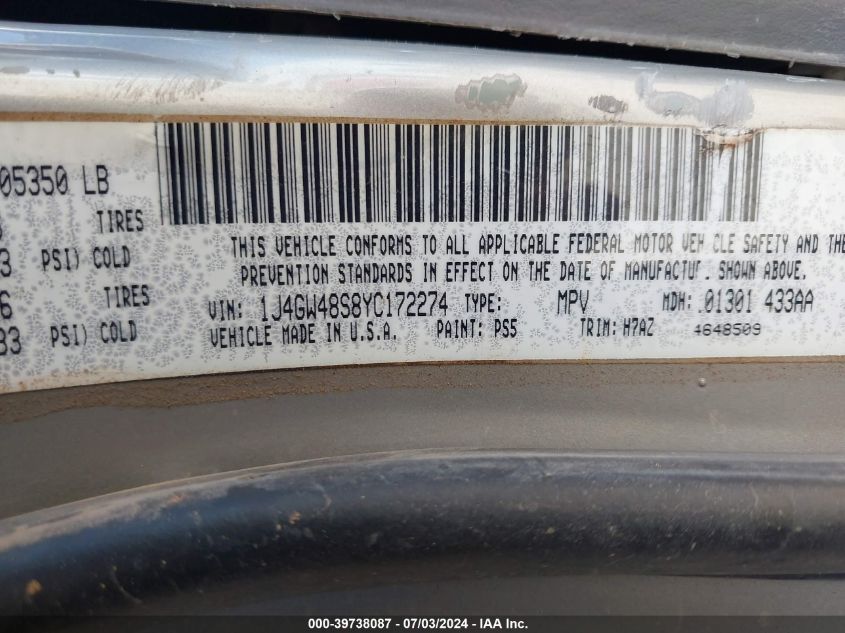 05350 LB
TIRES
3 PSI) COLD
6 TIRES
33 PSI) COLD
THIS VEHICLE CONFORMS TO ALL APPLICABLE FEDERAL MOTOR VEH CLE SAFETY AND THE
PREVENTION STANDARDS IN EFFECT ON THE DATE OF MANUFACTUR SHOWN ABOVE.
VIN: 1J4GW48S8YC172274 TYPE: MPV MDH: 01301 433AA
VEHICLE MADE IN U.S.A. PAINT: PS5 TRIM: H7AZ 4648509
000-39738087 - 07/03/2024 - IAA Inc.